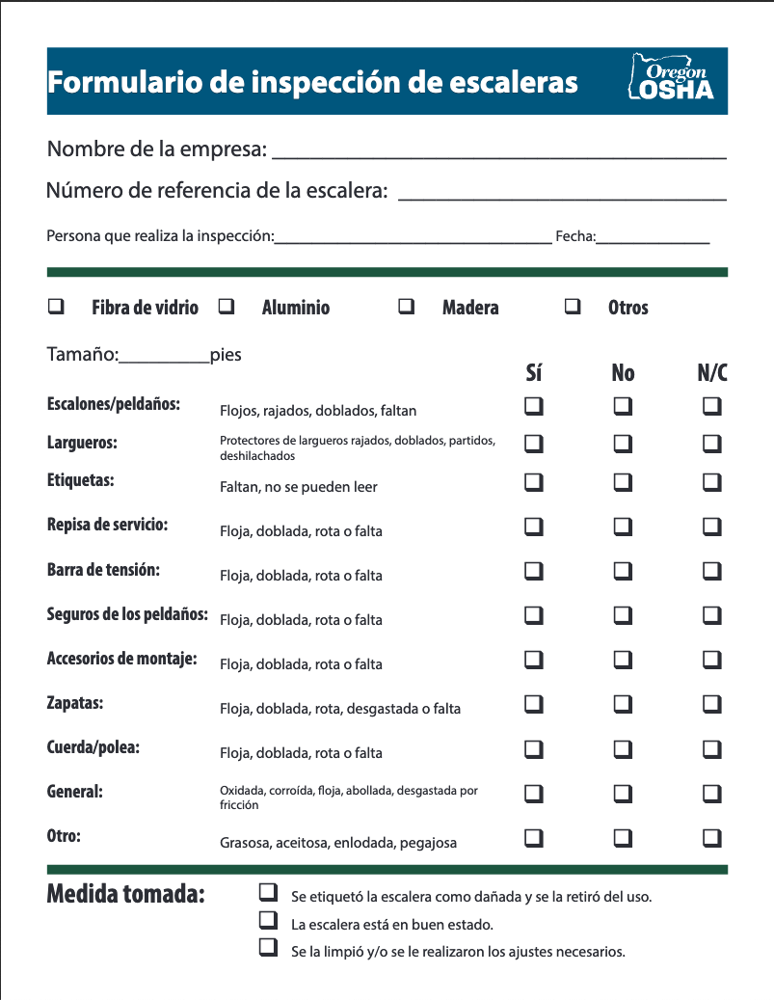 Formulario de inspección de escaleras
Oregon
OSHA
Nombre de la empresa: ________________________________________
Número de referencia de la escalera: _____________________________
Persona que realiza la inspección:__________________________________ Fecha:______________
❑ Fibra de vidrio ❑ Aluminio ❑ Madera ❑ Otros
Tamaño:_________pies
Sí No N/C
Escalones/peldaños: Flojos, rajados, doblados, faltan ❑ ❑ ❑
Largueros: Protectores de largueros rajados, doblados, partidos, ❑ ❑ ❑
deshilachados
Etiquetas: Faltan, no se pueden leer ❑ ❑ ❑
Repisa de servicio: Floja, doblada, rota o falta ❑ ❑ ❑
Barra de tensión: Floja, doblada, rota o falta ❑ ❑ ❑
Seguros de los peldaños: Floja, doblada, rota o falta ❑ ❑ ❑
Accesorios de montaje: Floja, doblada, rota o falta ❑ ❑ ❑
Zapatas: Floja, doblada, rota, desgastada o falta ❑ ❑ ❑
Cuerda/polea: Floja, doblada, rota o falta ❑ ❑ ❑
General: Oxidada, corroída, floja, abollada, desgastada por ❑ ❑ ❑
fricción
Otro: Grasosa, aceitosa, enlodada, pegajosa ❑ ❑ ❑
Medida tomada: ❑ Se etiquetó la escalera como dañada y se la retiró del uso.
❑ La escalera está en buen estado.
❑ Se la limpió y/o se le realizaron los ajustes necesarios.